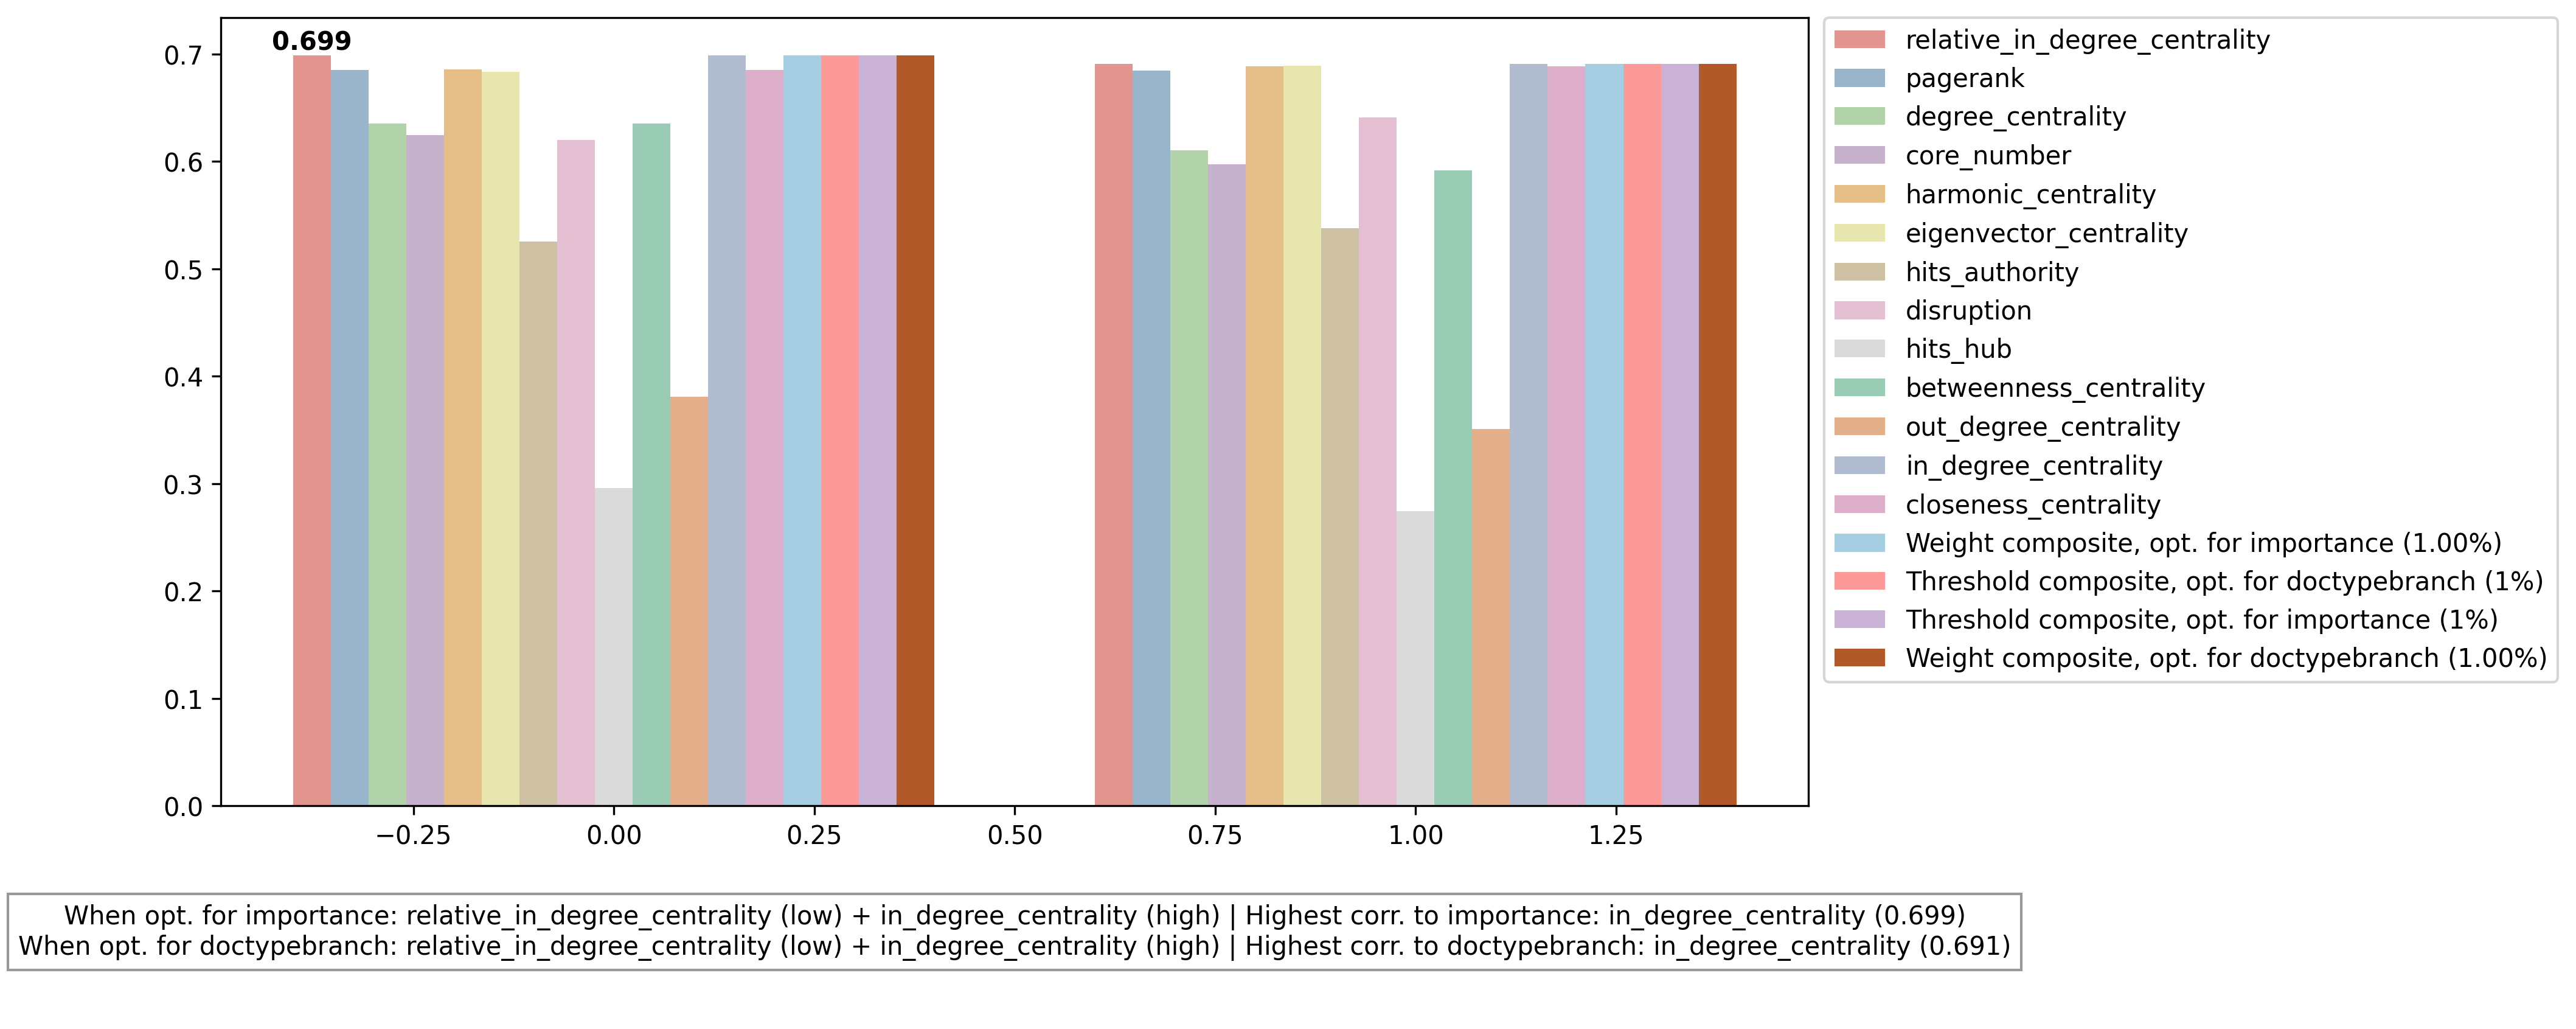 0.699
0.7
0.6
0.5
0.4
0.3
0.2
0.1
0.0
−0.25 0.00 0.25 0.50 0.75 1.00 1.25
relative_in_degree_centrality
pagerank
degree_centrality
core_number
harmonic_centrality
eigenvector_centrality
hits_authority
disruption
hits_hub
betweenness_centrality
out_degree_centrality
in_degree_centrality
closeness_centrality
Weight composite, opt. for importance (1.00%)
Threshold composite, opt. for doctypebranch (1%)
Threshold composite, opt. for importance (1%)
Weight composite, opt. for doctypebranch (1.00%)
When opt. for importance: relative_in_degree_centrality (low) + in_degree_centrality (high) | Highest corr. to importance: in_degree_centrality (0.699)
When opt. for doctypebranch: relative_in_degree_centrality (low) + in_degree_centrality (high) | Highest corr. to doctypebranch: in_degree_centrality (0.691)